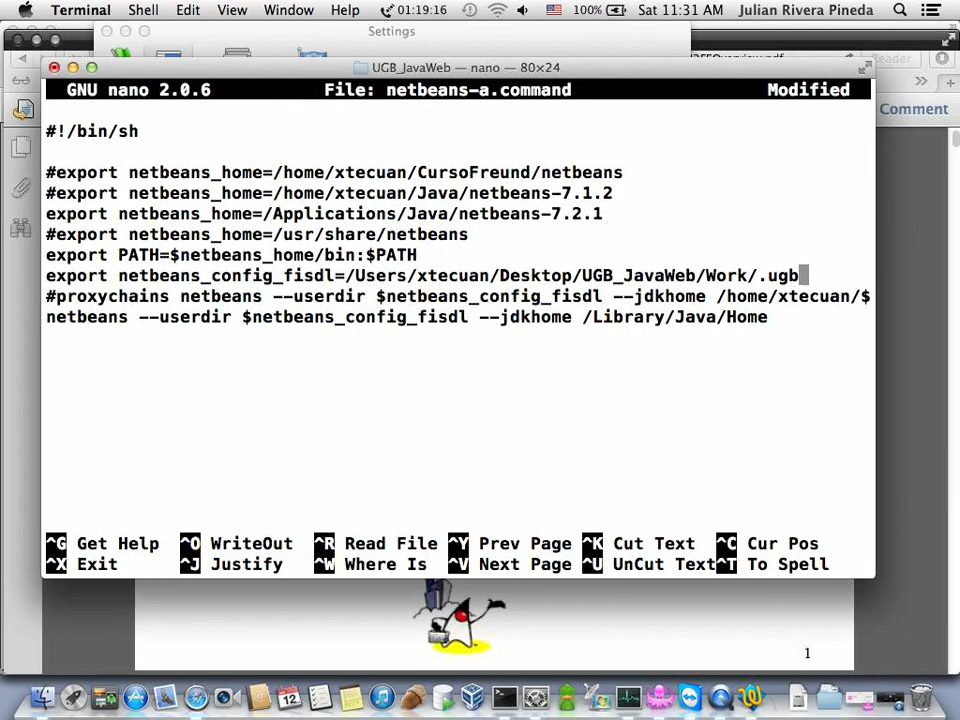 Terminal Shell Edit View Window Help 01:19:16 100% Sat 11:31 AM Julian Rivera Pineda
Settings
Reader
UGB_JavaWeb — nano — 80×24
GNU nano 2.0.6 File: netbeans-a.command Modified
Comment
#!/bin/sh
#export netbeans_home=/home/xtecuan/CursoFreund/netbeans
#export netbeans_home=/home/xtecuan/Java/netbeans-7.1.2
export netbeans_home=/Applications/Java/netbeans-7.2.1
#export netbeans_home=/usr/share/netbeans
export PATH=$netbeans_home/bin:$PATH
export netbeans_config_fisdl=/Users/xtecuan/Desktop/UGB_JavaWeb/Work/.ugb
#proxychains netbeans --userdir $netbeans_config_fisdl --jdkhome /home/xtecuan/$
netbeans --userdir $netbeans_config_fisdl --jdkhome /Library/Java/Home
^G Get Help ^O WriteOut ^R Read File ^Y Prev Page ^K Cut Text ^C Cur Pos
^X Exit ^J Justify ^W Where Is ^V Next Page ^U UnCut Text ^T To Spell
1